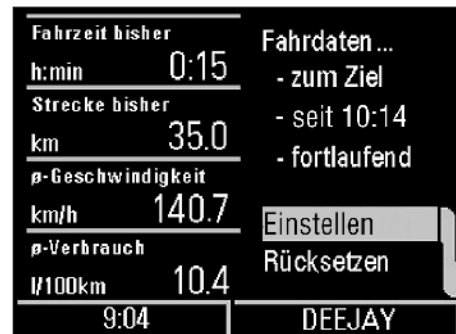 Fahrzeit bisher
h:min 0:15
Strecke bisher
km 35.0
ø-Geschwindigkeit
km/h 140.7
ø-Verbrauch
l/100km 10.4
9:04
Fahrdaten...
- zum Ziel
- seit 10:14
- fortlaufend
Einstellen
Rücksetzen
DEEJAY